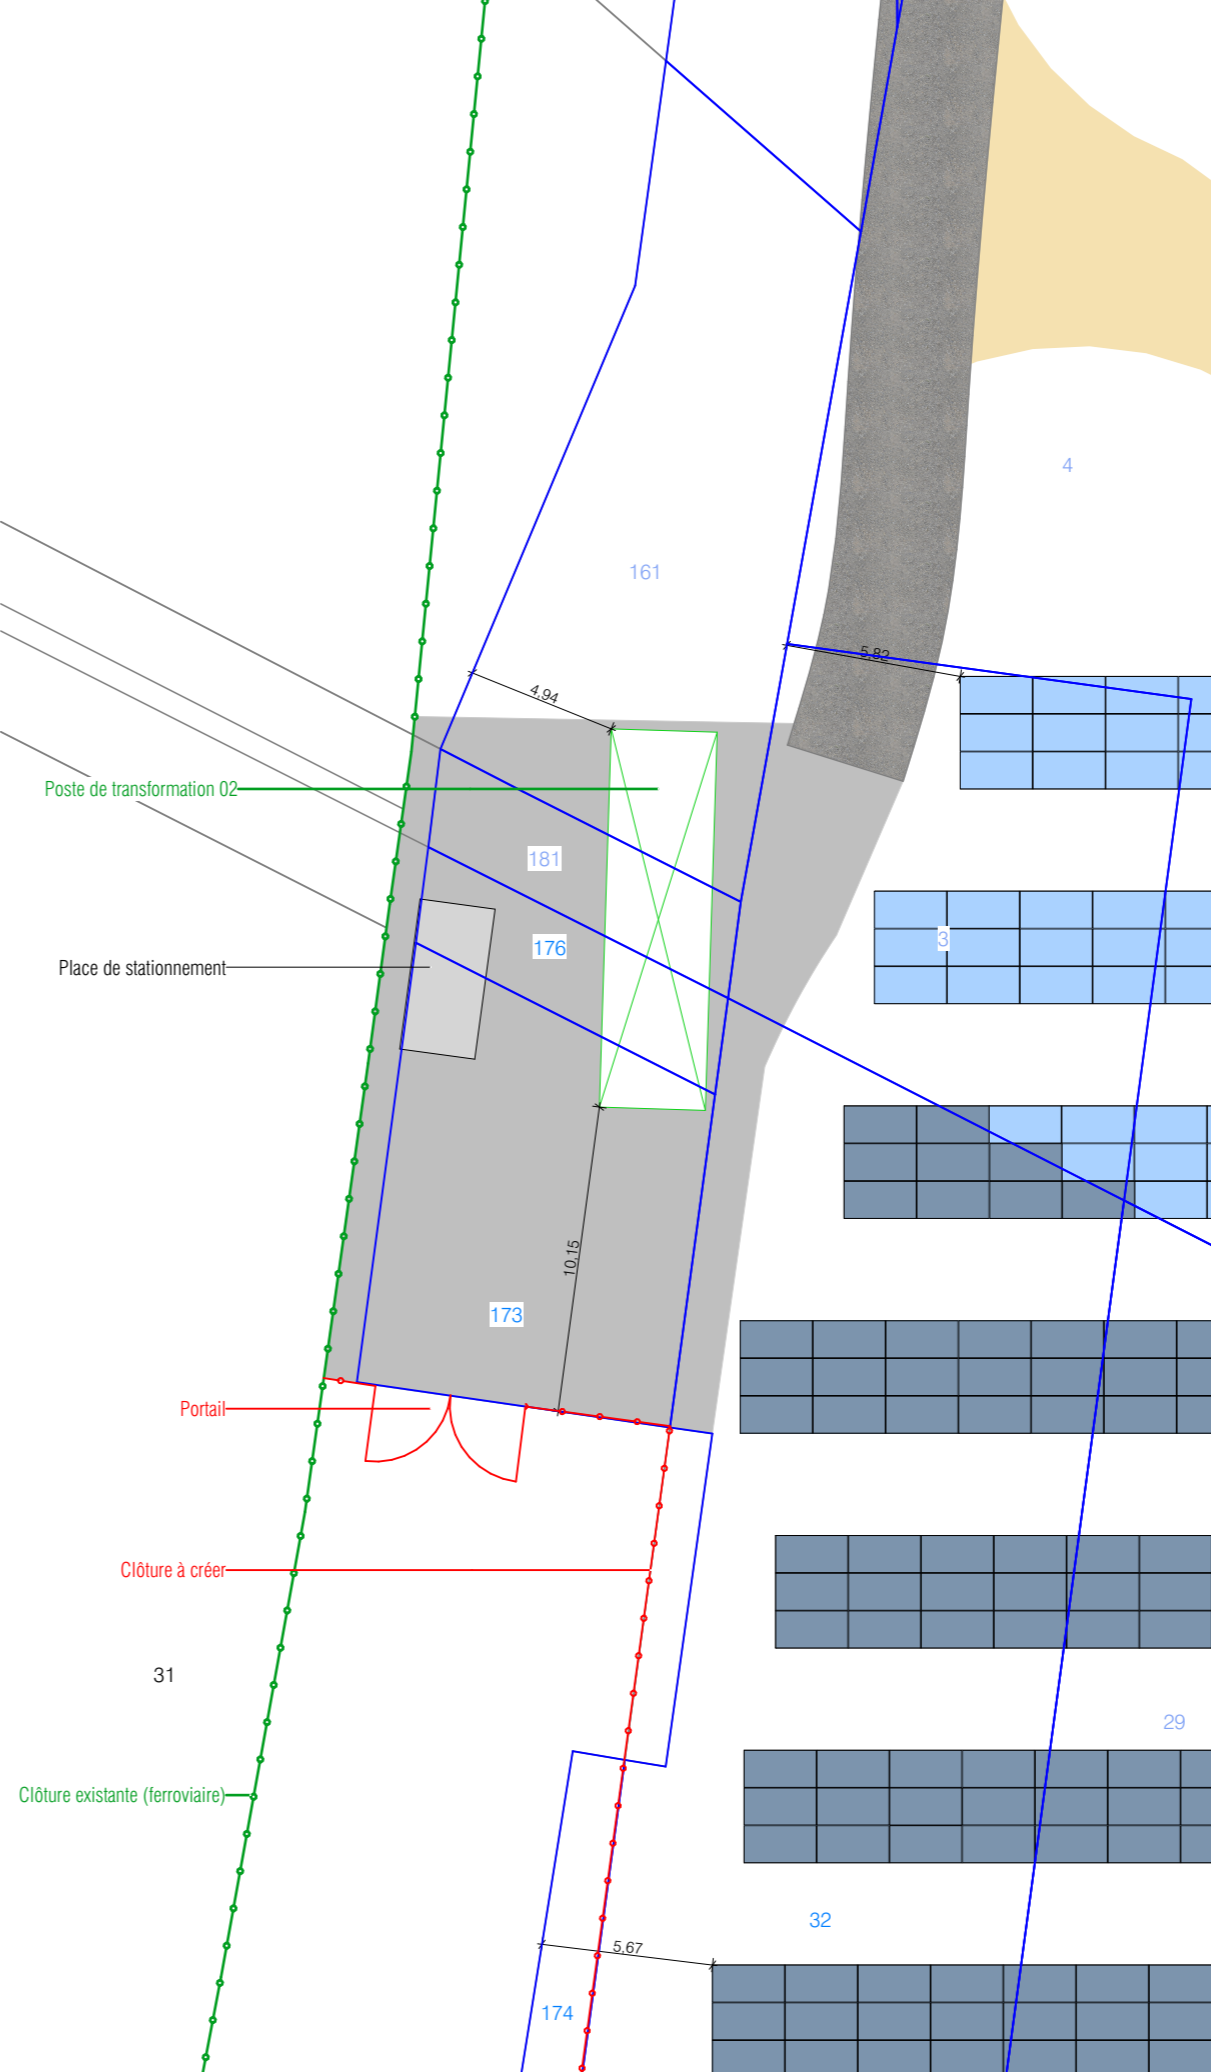 4
161
5,82
4,94
Poste de transformation 02
181
3
176
Place de stationnement
10,15
173
Portail
Clôture à créer
31
29
Clôture existante (ferroviaire)
32
5,67
174